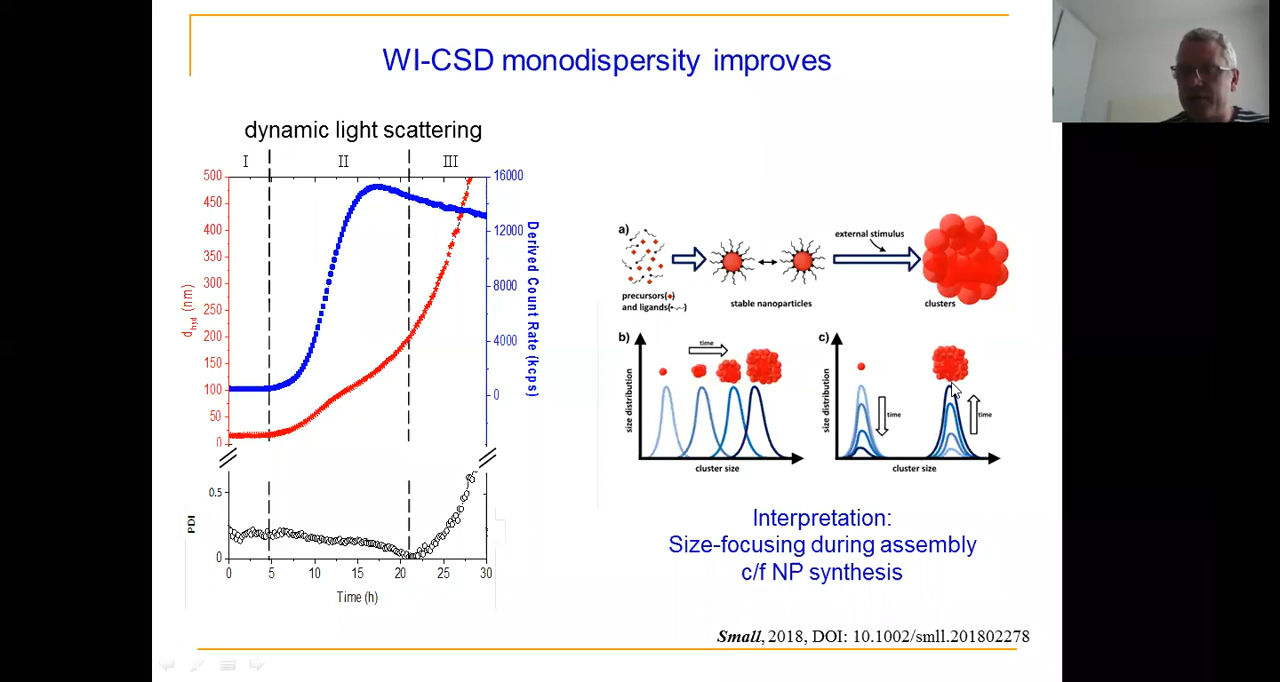 WI-CSD monodispersity improves
dynamic light scattering
I II III
500
450
400
350
300
250
200
150
100
50
0
d hyd (nm)
16000
12000
8000
4000
0
Derived Count Rate (kcps)
0.5
0
PDI
0 5 10 15 20 25 30
Time (h)
a)
external stimulus
precursors(
)
and ligands(
)
stable nanoparticles
clusters
b)
time
size distribution
cluster size
c)
time
time
size distribution
cluster size
Interpretation:
Size-focusing during assembly
c/f NP synthesis
Small, 2018, DOI: 10.1002/smll.201802278